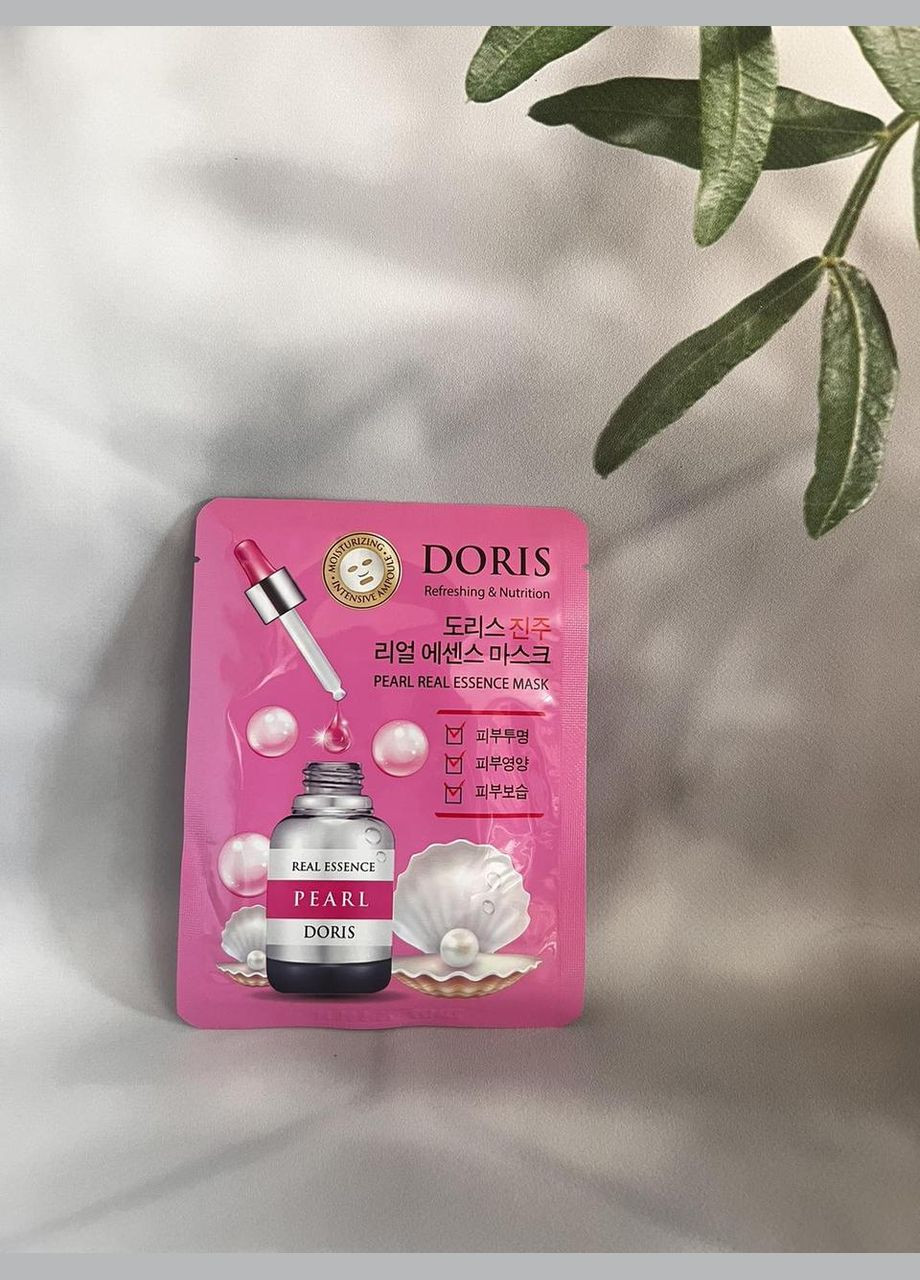 MOISTURIZING
INTENSIVE AMPOULE
DORIS
Refreshing & Nutrition
도리스 진주
리얼 에센스 마스크
PEARL REAL ESSENCE MASK
피부투명
피부영양
피부보습
REAL ESSENCE
PEARL
DORIS